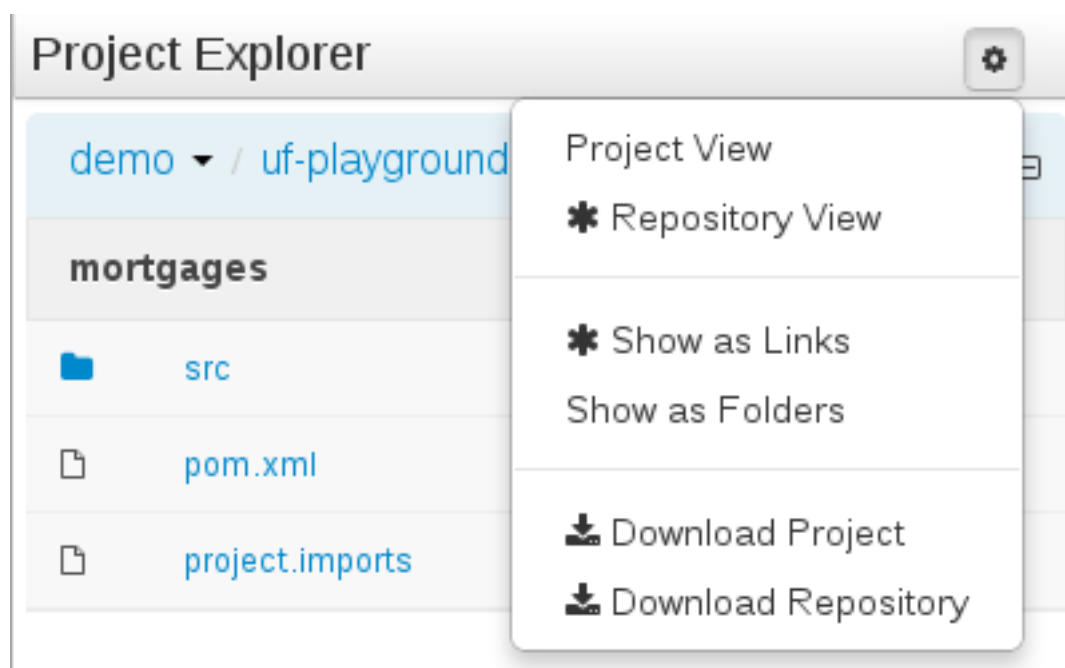 Project Explorer
demo / uf-playground
mortgages
src
pom.xml
project.imports
Project View
✱ Repository View
✱ Show as Links
Show as Folders
Download Project
Download Repository